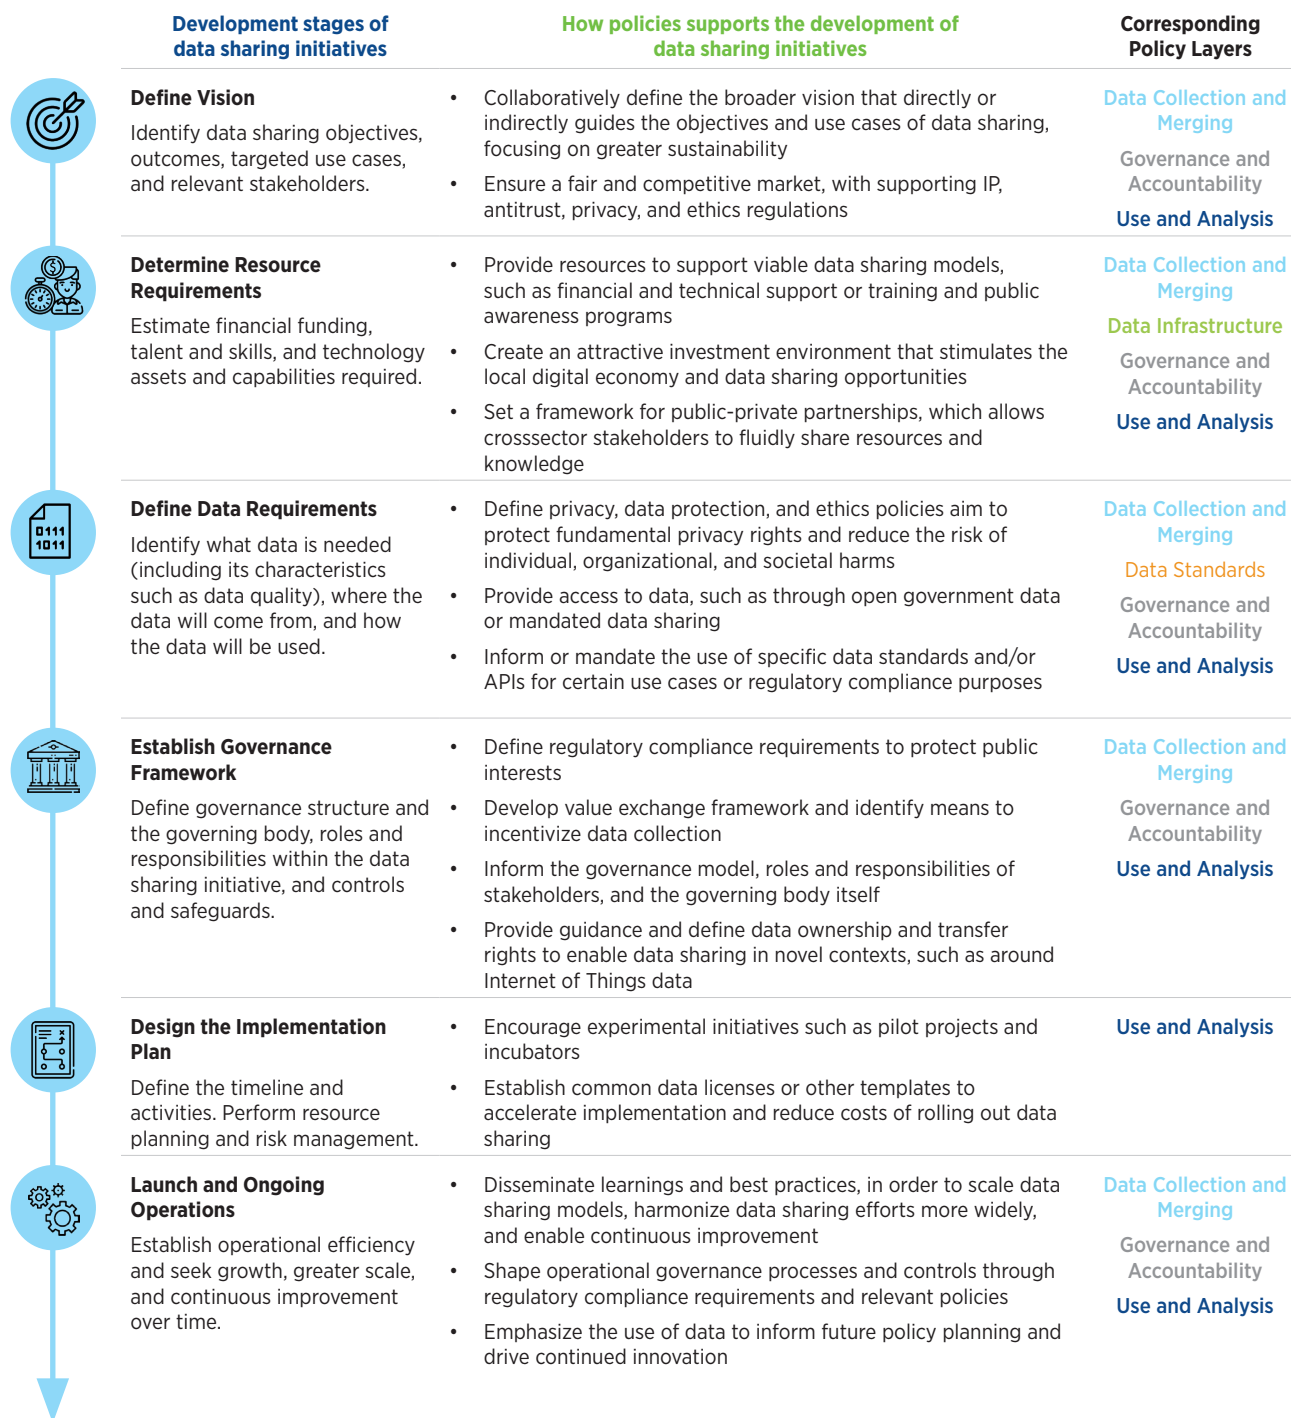 Development stages of
data sharing initiatives
How policies supports the development of
data sharing initiatives
Corresponding
Policy Layers
Define Vision
Identify data sharing objectives,
outcomes, targeted use cases,
and relevant stakeholders.
• Collaboratively define the broader vision that directly or
indirectly guides the objectives and use cases of data sharing,
focusing on greater sustainability
• Ensure a fair and competitive market, with supporting IP,
antitrust, privacy, and ethics regulations
Data Collection and
Merging
Governance and
Accountability
Use and Analysis
Determine Resource
Requirements
Estimate financial funding,
talent and skills, and technology
assets and capabilities required.
• Provide resources to support viable data sharing models,
such as financial and technical support or training and public
awareness programs
• Create an attractive investment environment that stimulates the
local digital economy and data sharing opportunities
• Set a framework for public-private partnerships, which allows
crosssector stakeholders to fluidly share resources and
knowledge
Data Collection and
Merging
Data Infrastructure
Governance and
Accountability
Use and Analysis
0111
1011
Define Data Requirements
Identify what data is needed
(including its characteristics
such as data quality), where the
data will come from, and how
the data will be used.
• Define privacy, data protection, and ethics policies aim to
protect fundamental privacy rights and reduce the risk of
individual, organizational, and societal harms
• Provide access to data, such as through open government data
or mandated data sharing
• Inform or mandate the use of specific data standards and/or
APIs for certain use cases or regulatory compliance purposes
Data Collection and
Merging
Data Standards
Governance and
Accountability
Use and Analysis
Establish Governance
Framework
Define governance structure and
the governing body, roles and
responsibilities within the data
sharing initiative, and controls
and safeguards.
• Define regulatory compliance requirements to protect public
interests
• Develop value exchange framework and identify means to
incentivize data collection
• Inform the governance model, roles and responsibilities of
stakeholders, and the governing body itself
• Provide guidance and define data ownership and transfer
rights to enable data sharing in novel contexts, such as around
Internet of Things data
Data Collection and
Merging
Governance and
Accountability
Use and Analysis
Design the Implementation
Plan
Define the timeline and
activities. Perform resource
planning and risk management.
• Encourage experimental initiatives such as pilot projects and
incubators
• Establish common data licenses or other templates to
accelerate implementation and reduce costs of rolling out data
sharing
Use and Analysis
Launch and Ongoing
Operations
Establish operational efficiency
and seek growth, greater scale,
and continuous improvement
over time.
• Disseminate learnings and best practices, in order to scale data
sharing models, harmonize data sharing efforts more widely,
and enable continuous improvement
• Shape operational governance processes and controls through
regulatory compliance requirements and relevant policies
• Emphasize the use of data to inform future policy planning and
drive continued innovation
Data Collection and
Merging
Governance and
Accountability
Use and Analysis